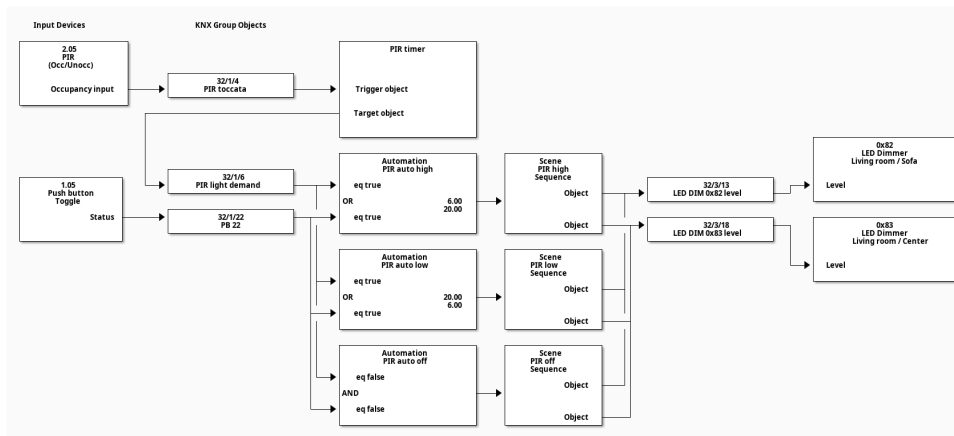 Input Devices
KNX Group Objects
2.05
PIR
(Occ/Unocc)
Occupancy input
32/1/4
PIR toccata
PIR timer
Trigger object
Target object
1.05
Push button
Toggle
Status
32/1/6
PIR light demand
32/1/22
PB 22
Automation
PIR auto high
eq true
OR
6.00
20.00
eq true
Scene
PIR high
Sequence
Object
Object
32/3/13
LED DIM 0x82 level
32/3/18
LED DIM 0x83 level
0x82
LED Dimmer
Living room / Sofa
Level
0x83
LED Dimmer
Living room / Center
Level
Automation
PIR auto low
eq true
OR
20.00
6.00
eq true
Scene
PIR low
Sequence
Object
Object
Automation
PIR auto off
eq false
AND
eq false
Scene
PIR off
Sequence
Object
Object